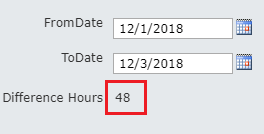 FromDate 12/1/2018
ToDate 12/3/2018
Difference Hours 48